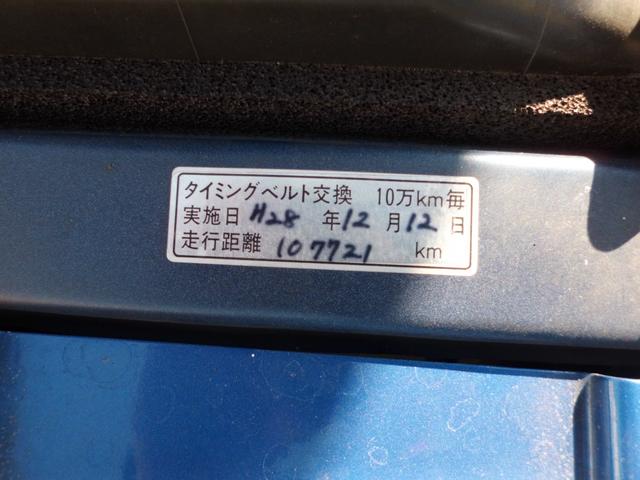 タイミングベルト交換 10万km毎
実施日 H28 年12月12日
走行距離 107721 km